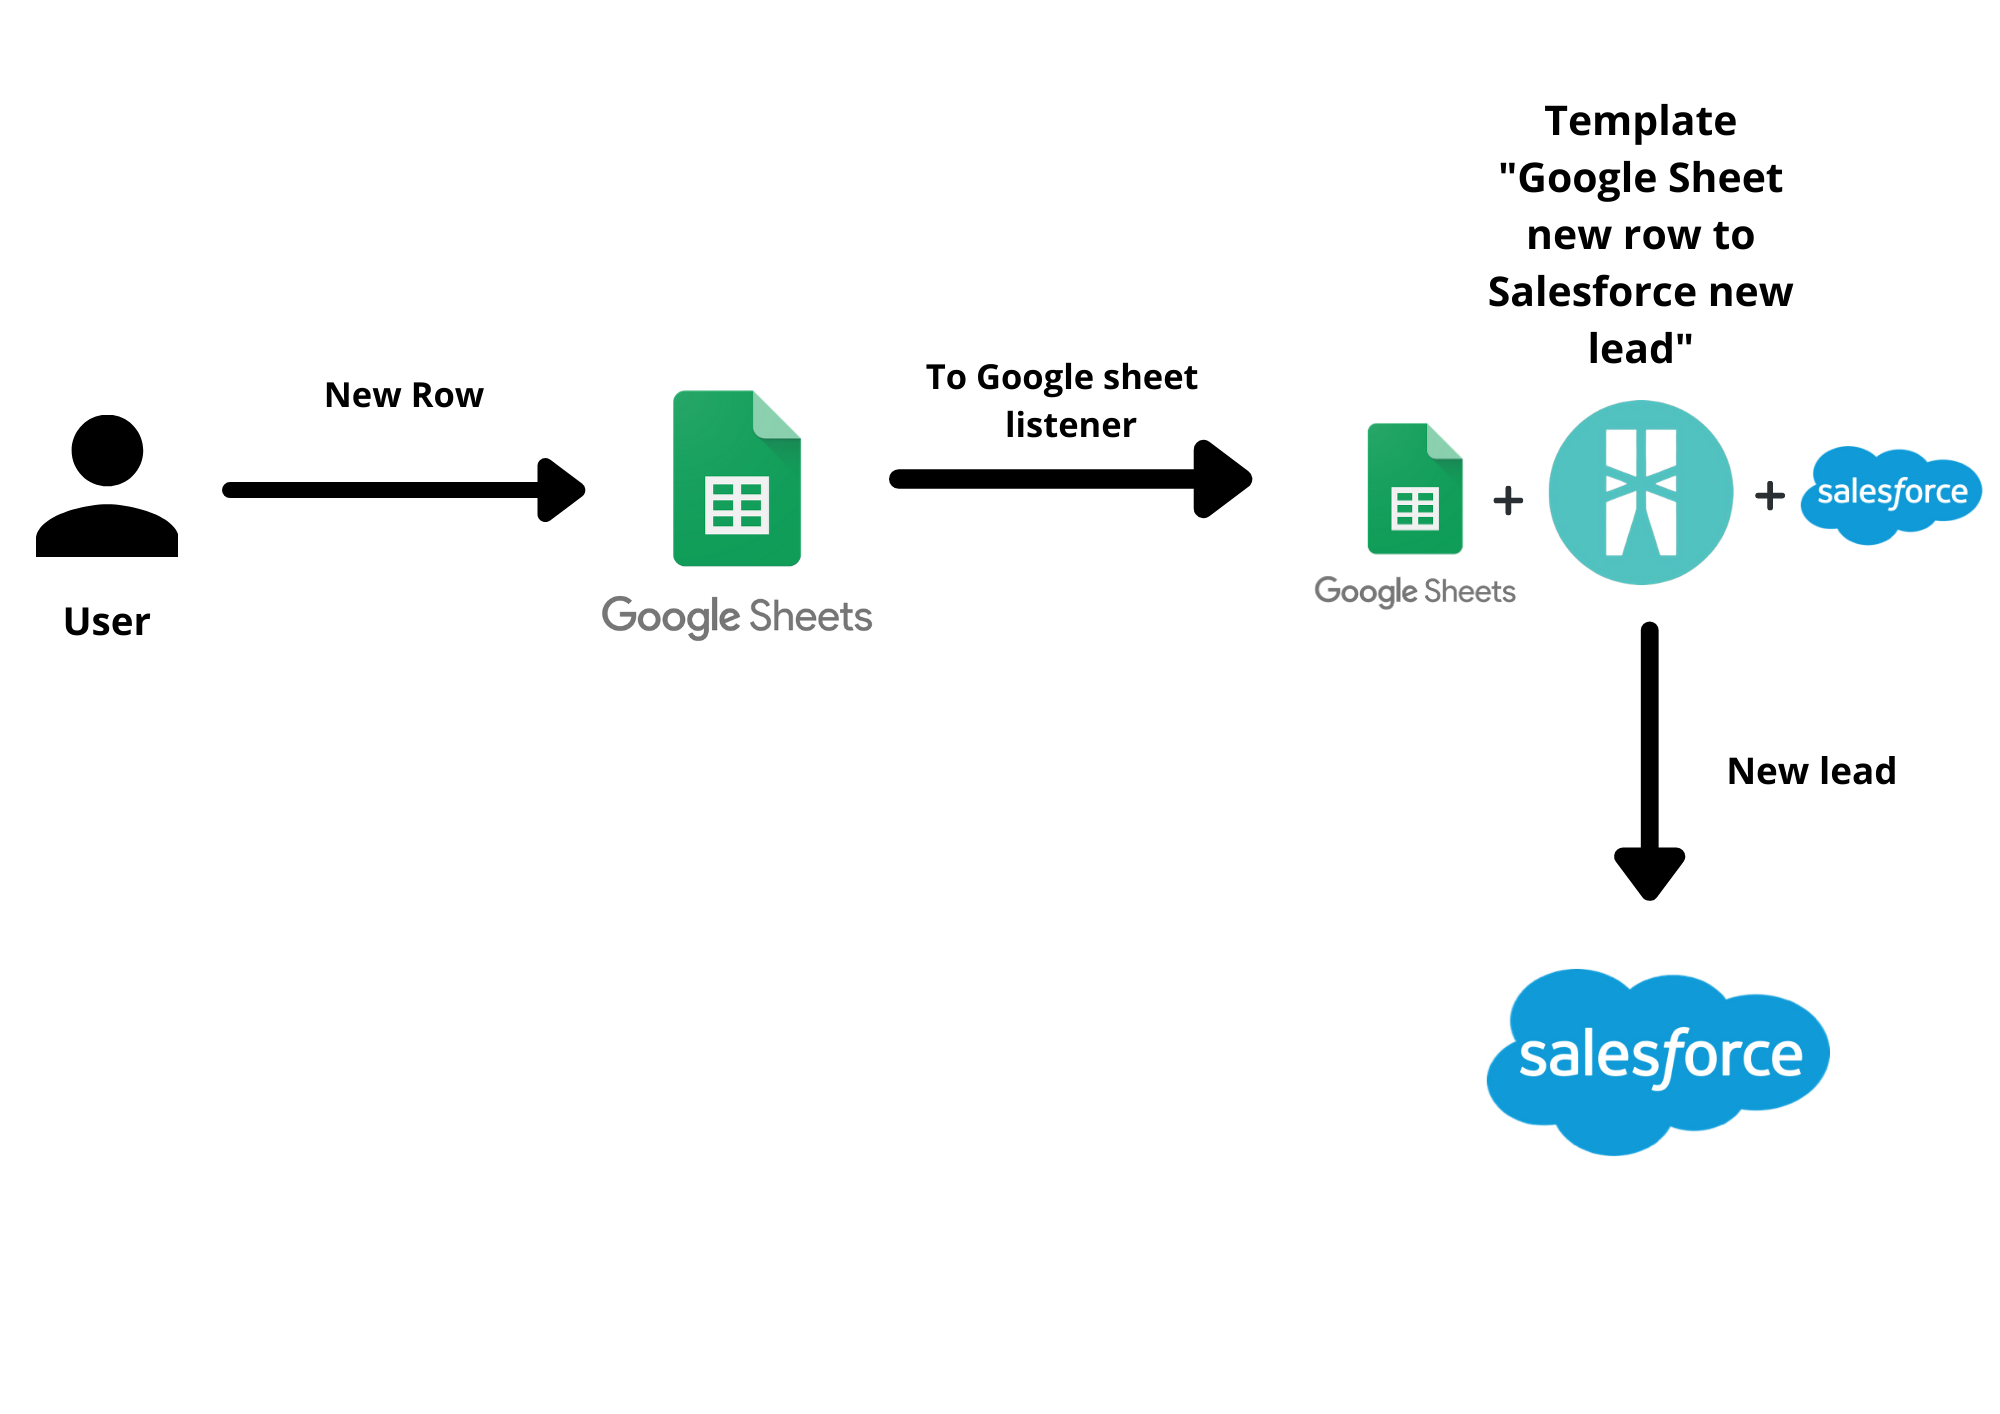 Template
"Google Sheet
new row to
Salesforce new
lead"
New Row
To Google sheet
listener
User
Google Sheets
Google Sheets
+
+
salesforce
New lead
salesforce